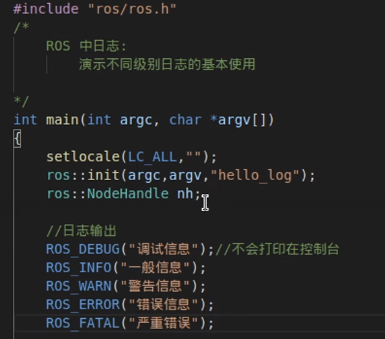 #include "ros/ros.h"
/*
    ROS 中日志:
        演示不同级别日志的基本使用

*/
int main(int argc, char *argv[])
{
    setlocale(LC_ALL,"");
    ros::init(argc,argv,"hello_log");
    ros::NodeHandle nh;

    //日志输出
    ROS_DEBUG("调试信息");//不会打印在控制台
    ROS_INFO("一般信息");
    ROS_WARN("警告信息");
    ROS_ERROR("错误信息");
    ROS_FATAL("严重错误");